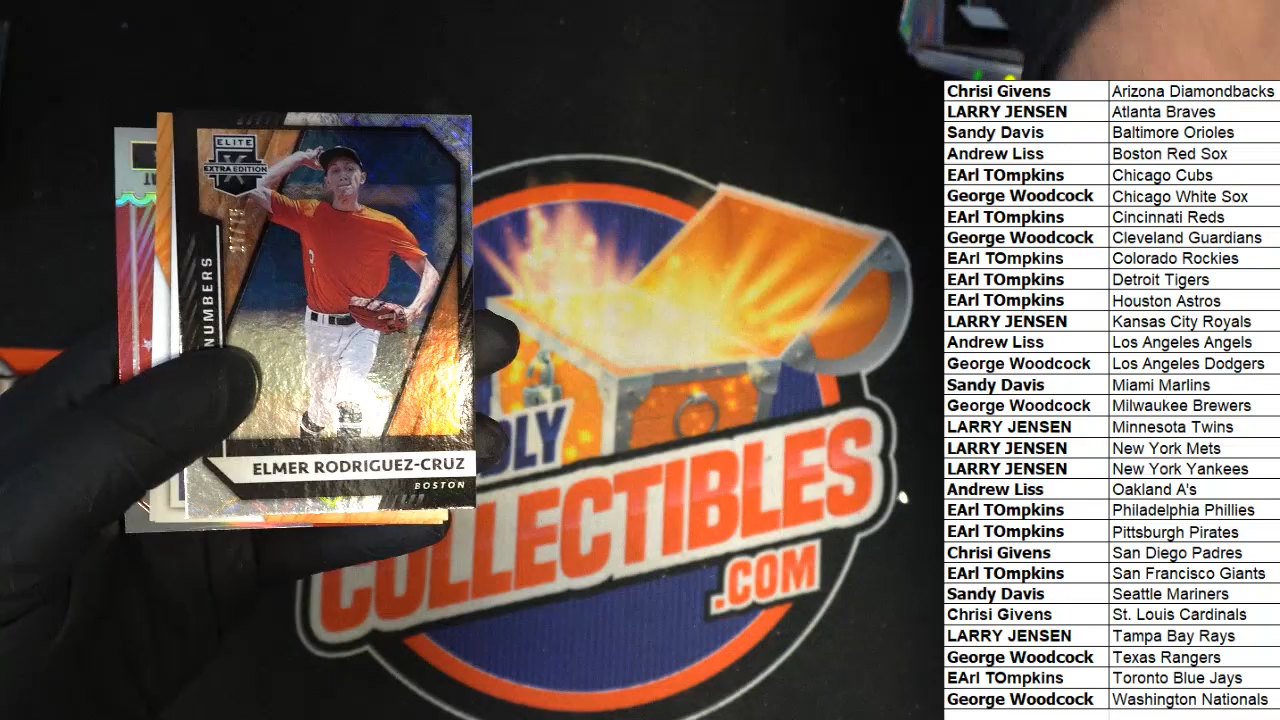 ELITE
EXTRA EDITION
NUMBERS
ELMER RODRIGUEZ-CRUZ
BOSTON
OLY
COLLECTIBLES
.COM
Chrisi Givens Arizona Diamondbacks
LARRY JENSEN Atlanta Braves
Sandy Davis Baltimore Orioles
Andrew Liss Boston Red Sox
EArl TOmpkins Chicago Cubs
George Woodcock Chicago White Sox
EArl TOmpkins Cincinnati Reds
George Woodcock Cleveland Guardians
EArl TOmpkins Colorado Rockies
EArl TOmpkins Detroit Tigers
EArl TOmpkins Houston Astros
LARRY JENSEN Kansas City Royals
Andrew Liss Los Angeles Angels
George Woodcock Los Angeles Dodgers
Sandy Davis Miami Marlins
George Woodcock Milwaukee Brewers
LARRY JENSEN Minnesota Twins
LARRY JENSEN New York Mets
LARRY JENSEN New York Yankees
Andrew Liss Oakland A's
EArl TOmpkins Philadelphia Phillies
EArl TOmpkins Pittsburgh Pirates
Chrisi Givens San Diego Padres
EArl TOmpkins San Francisco Giants
Sandy Davis Seattle Mariners
Chrisi Givens St. Louis Cardinals
LARRY JENSEN Tampa Bay Rays
George Woodcock Texas Rangers
EArl TOmpkins Toronto Blue Jays
George Woodcock Washington Nationals